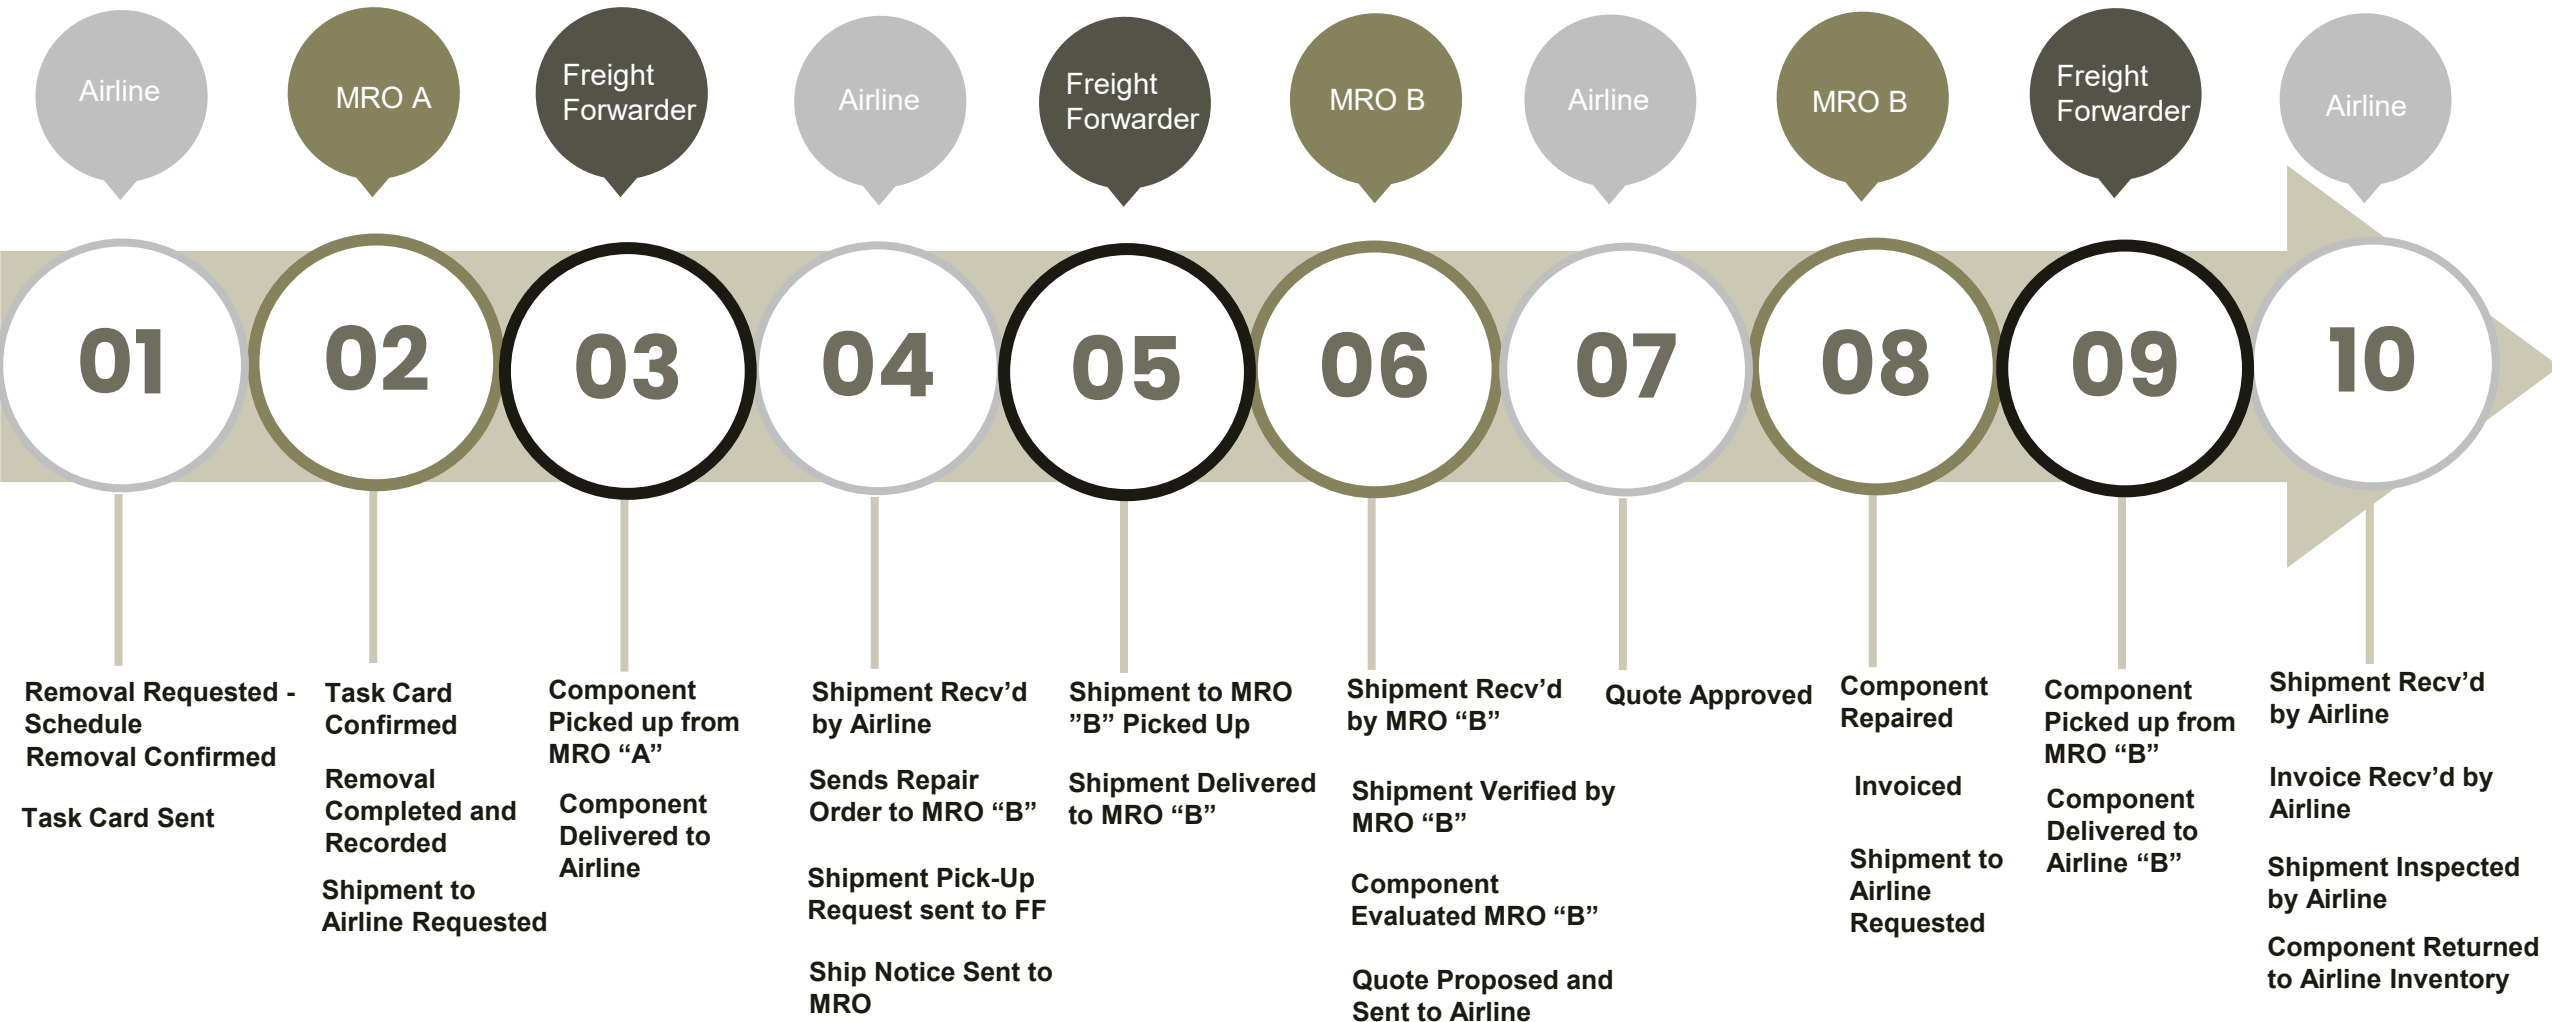 Airline
MRO A
Freight
Forwarder
Airline
Freight
Forwarder
MRO B
Airline
MRO B
Freight
Forwarder
Airline
01
02
03
04
05
06
07
08
09
10
Removal Requested -
Schedule
Removal Confirmed
Task Card Sent
Task Card
Confirmed
Removal
Completed and
Recorded
Shipment to
Airline Requested
Component
Picked up from
MRO “A”
Component
Delivered to
Airline
Shipment Recv’d
by Airline
Sends Repair
Order to MRO “B”
Shipment Pick-Up
Request sent to FF
Ship Notice Sent to
MRO
Shipment to MRO
”B” Picked Up
Shipment Delivered
to MRO “B”
Shipment Recv’d
by MRO “B”
Shipment Verified by
MRO “B”
Component
Evaluated MRO “B”
Quote Proposed and
Sent to Airline
Quote Approved
Component
Repaired
Invoiced
Shipment to
Airline
Requested
Component
Picked up from
MRO “B”
Component
Delivered to
Airline “B”
Shipment Recv’d
by Airline
Invoice Recv’d by
Airline
Shipment Inspected
by Airline
Component Returned
to Airline Inventory